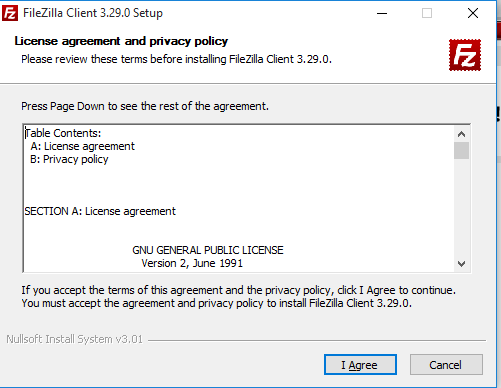 FileZilla Client 3.29.0 Setup
License agreement and privacy policy
Please review these terms before installing FileZilla Client 3.29.0.
Fz
Press Page Down to see the rest of the agreement.
Table Contents:
A: License agreement
B: Privacy policy
SECTION A: License agreement
GNU GENERAL PUBLIC LICENSE
Version 2, June 1991
If you accept the terms of this agreement and the privacy policy, click I Agree to continue.
You must accept the agreement and privacy policy to install FileZilla Client 3.29.0.
Nullsoft Install System v3.01
I Agree
Cancel